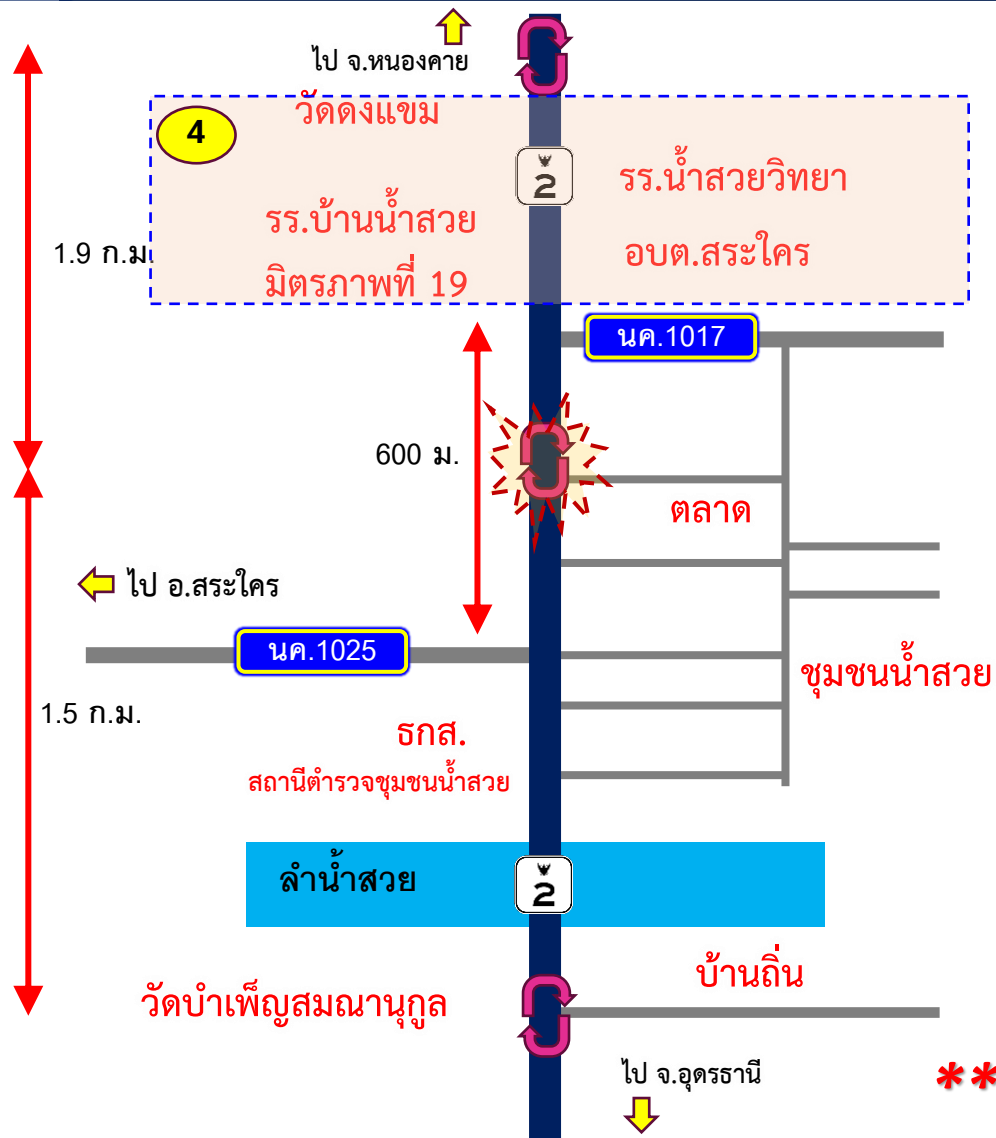 ไป จ.หนองคาย
วัดดงแขม
4
2
รร.น้ำสวยวิทยา
รร.บ้านน้ำสวย
มิตรภาพที่ 19
อบต.สระใคร
1.9 ก.ม.
นค.1017
600 ม.
ตลาด
ไป อ.สระใคร
นค.1025
ชุมชนน้ำสวย
1.5 ก.ม.
ธกส.
สถานีตำรวจชุมชนน้ำสวย
ลำน้ำสวย
2
บ้านถิ่น
วัดบำเพ็ญสมณานุกูล
ไป จ.อุดรธานี
**